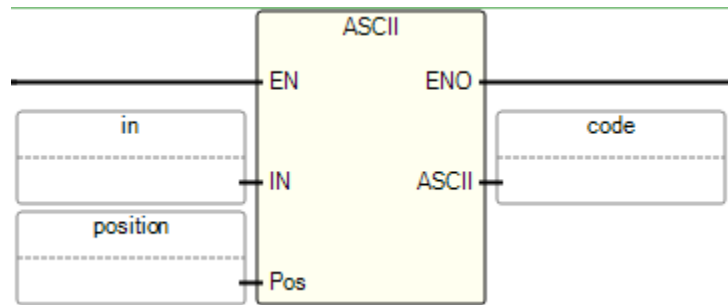 ASCII
EN ENO
in code
IN ASCII
position
Pos